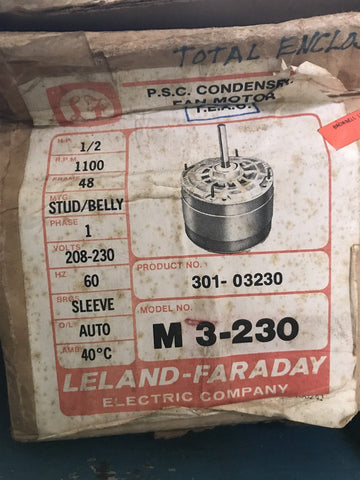 TOTAL ENCLO
P.S.C. CONDENSER
FAN MOTOR
T.E.A.O.
H.P. 1/2
R.P.M. 1100
FRAME 48
MTG. STUD/BELLY
PHASE 1
VOLTS 208-230
HZ 60
BRGS SLEEVE
O/L AUTO
AMB. 40°C
PRODUCT NO.
301-03230
MODEL NO.
M 3-230
LELAND-FARADAY
ELECTRIC COMPANY